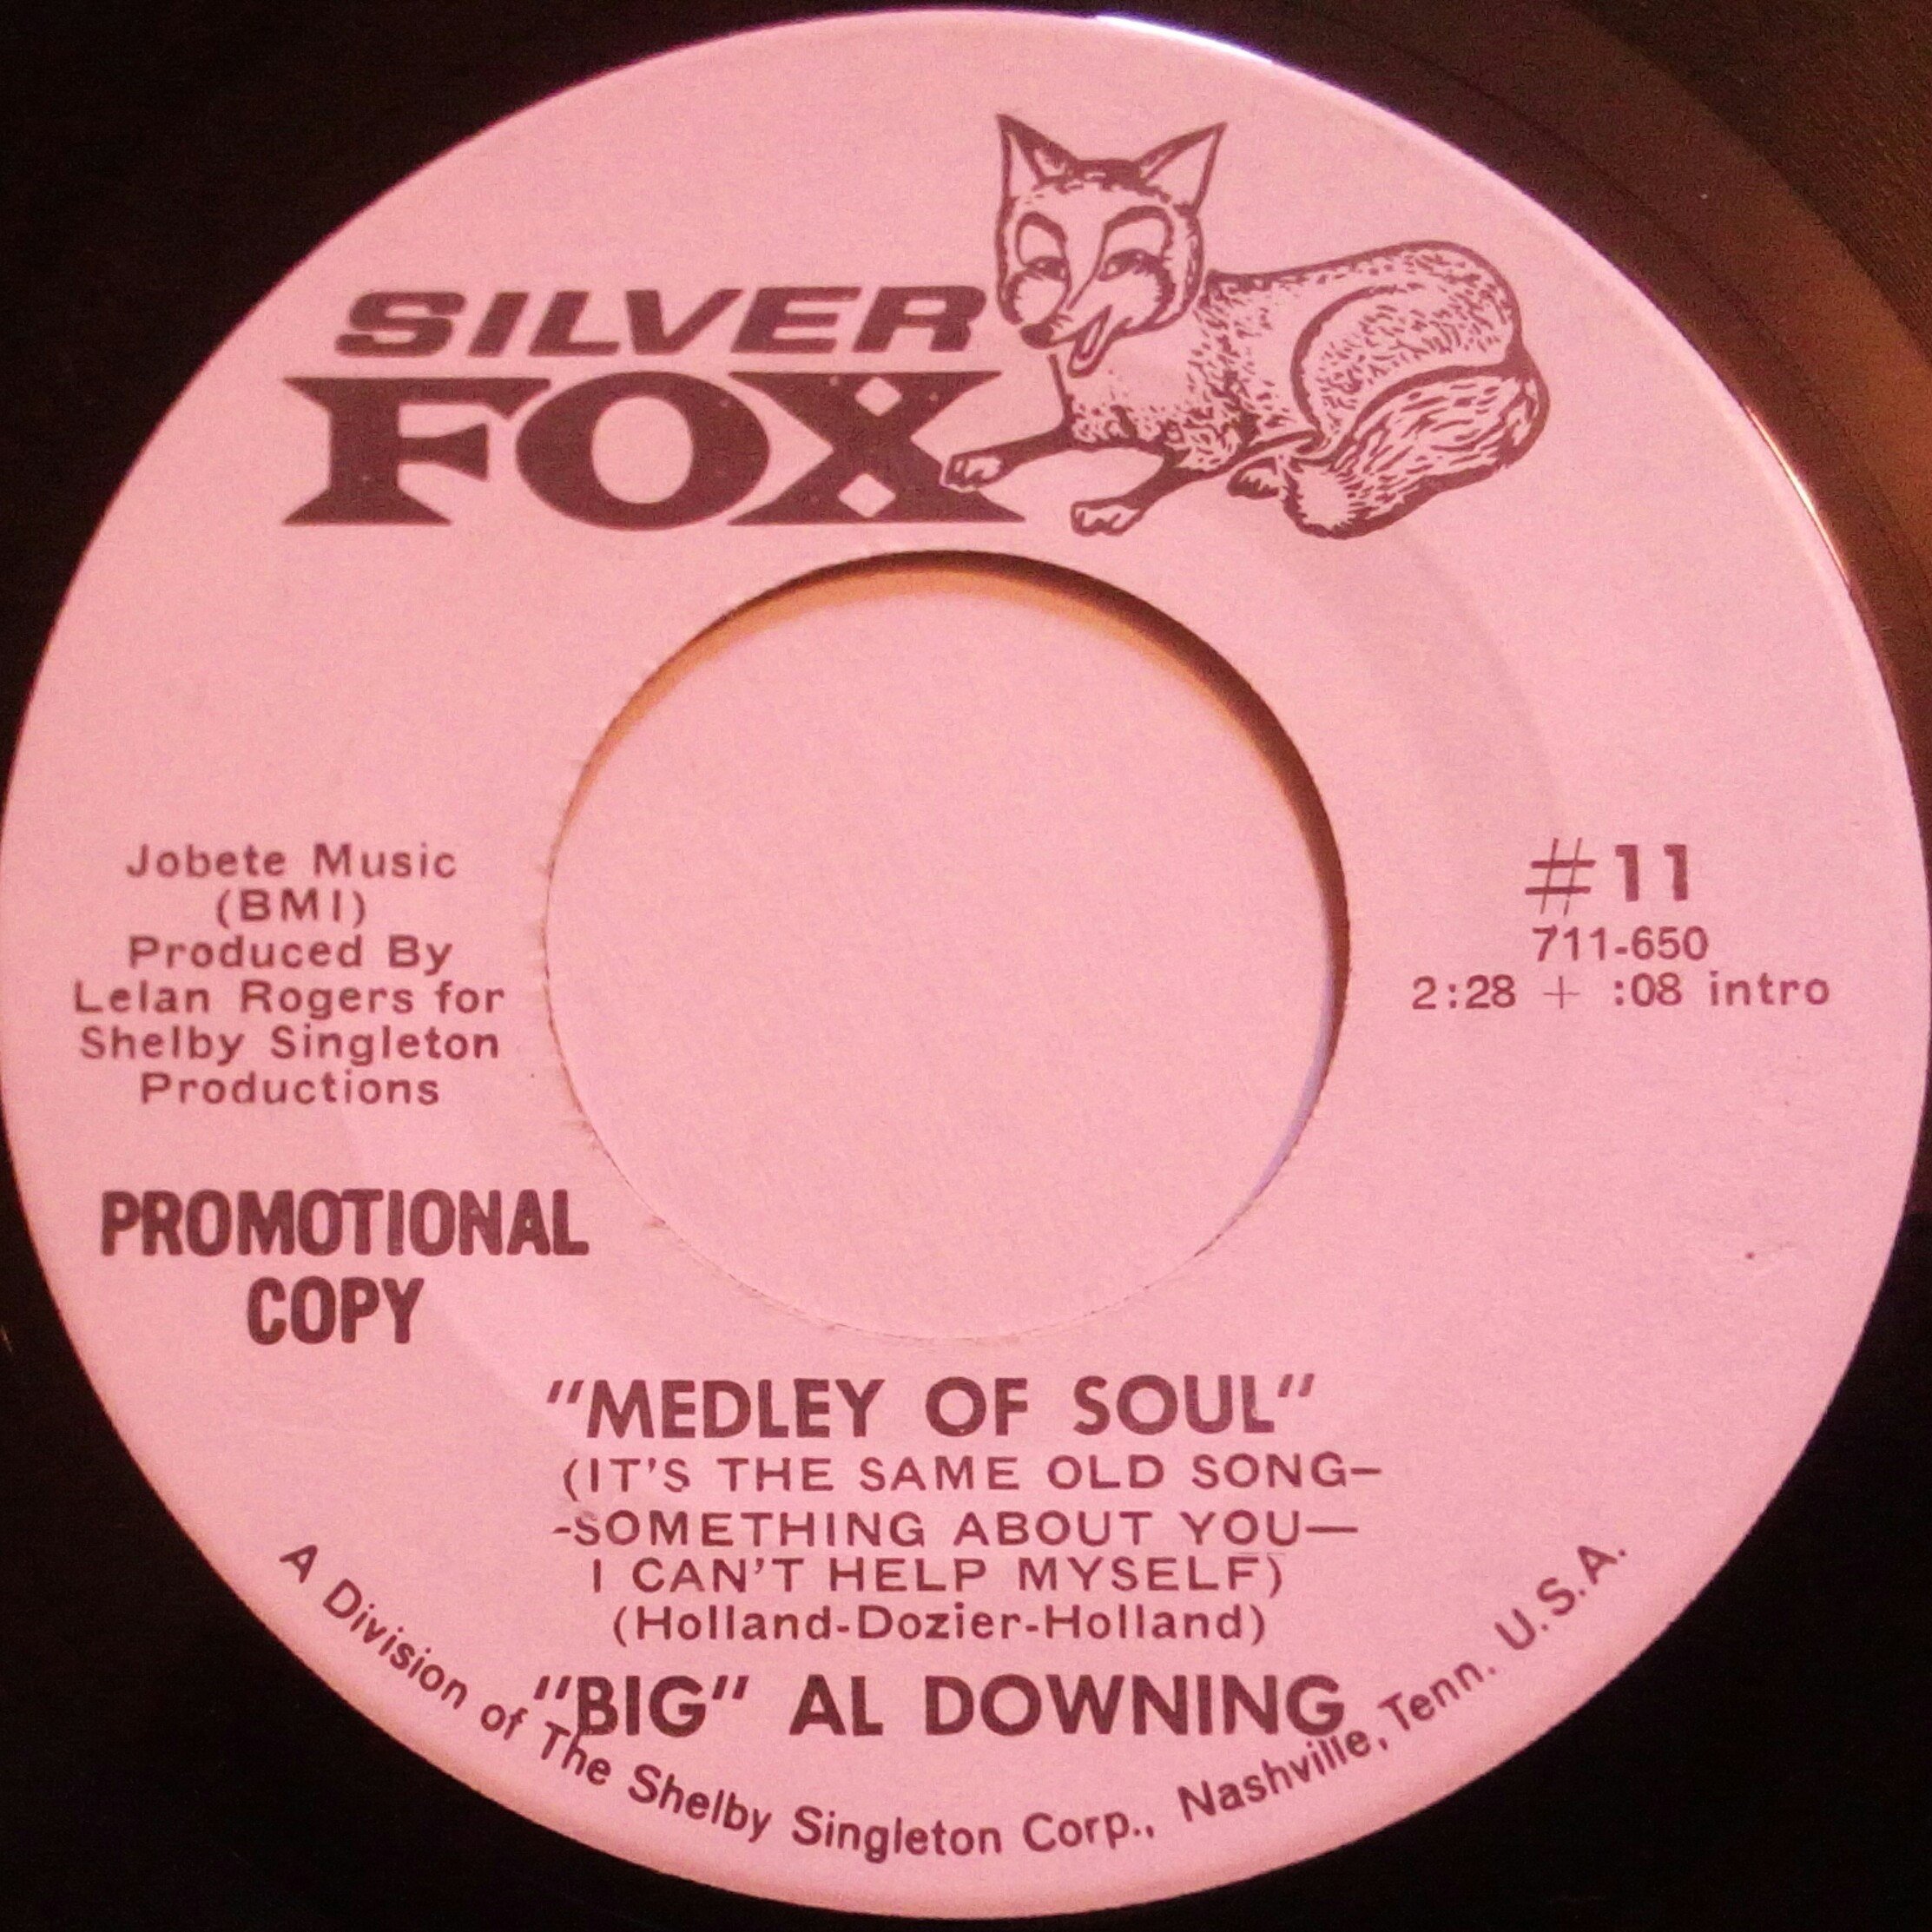 SILVER
FOX
Jobete Music
(BMI)
Produced By
Lelan Rogers for
Shelby Singleton
Productions
#11
711-650
2:28 + :08 intro
PROMOTIONAL
COPY
"MEDLEY OF SOUL"
(IT'S THE SAME OLD SONG–
-SOMETHING ABOUT YOU—
I CAN'T HELP MYSELF)
(Holland-Dozier-Holland)
"BIG" AL DOWNING
A Division of The Shelby Singleton Corp., Nashville, Tenn. U.S.A.